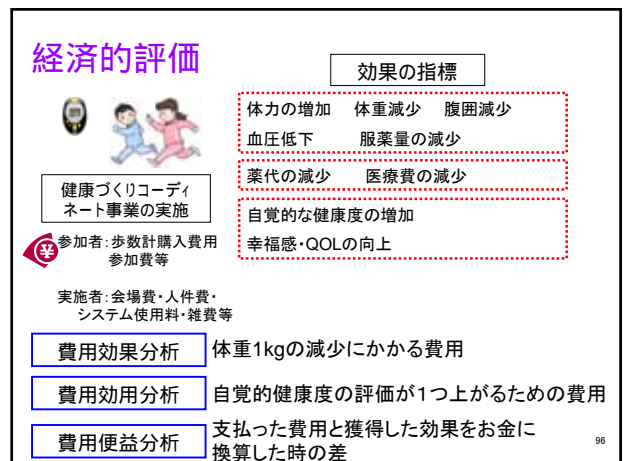 経済的評価
効果の指標
体力の増加 体重減少 腹囲減少
血圧低下 服薬量の減少
薬代の減少 医療費の減少
自覚的な健康度の増加
幸福感・QOLの向上
健康づくりコーディ
ネート事業の実施
¥
参加者:歩数計購入費用
参加費等
実施者:会場費・人件費・
システム使用料・雑費等
費用効果分析 体重1kgの減少にかかる費用
費用効用分析 自覚的健康度の評価が1つ上がるための費用
費用便益分析 支払った費用と獲得した効果をお金に
換算した時の差
96